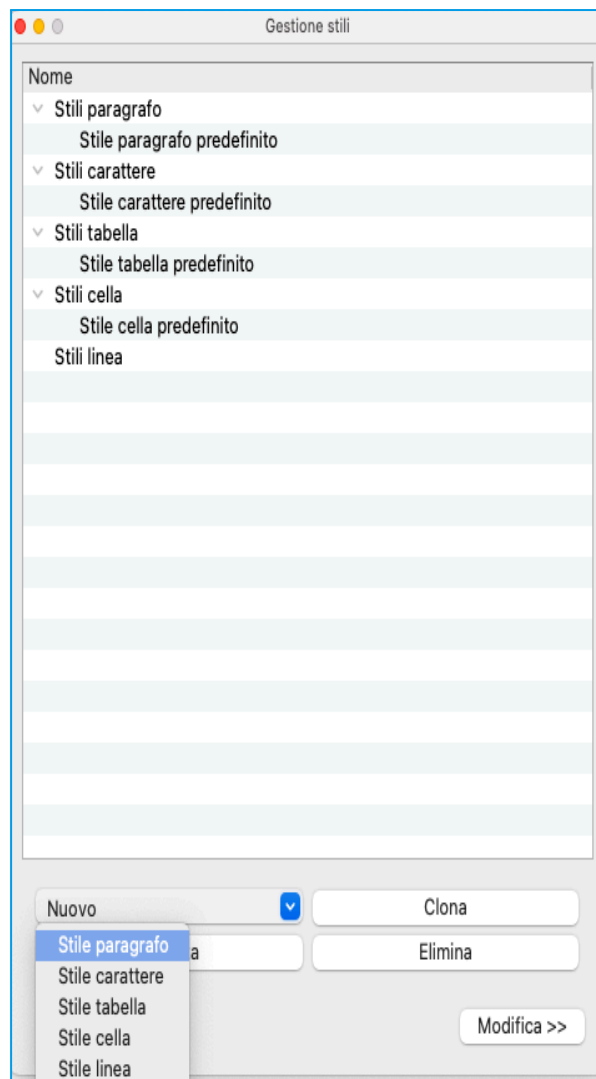 Gestione stili
Nome
Stili paragrafo
Stile paragrafo predefinito
Stili carattere
Stile carattere predefinito
Stili tabella
Stile tabella predefinito
Stili cella
Stile cella predefinito
Stili linea
Nuovo
Clona
Stile paragrafo
a
Elimina
Stile carattere
Stile tabella
Modifica >>
Stile cella
Stile linea